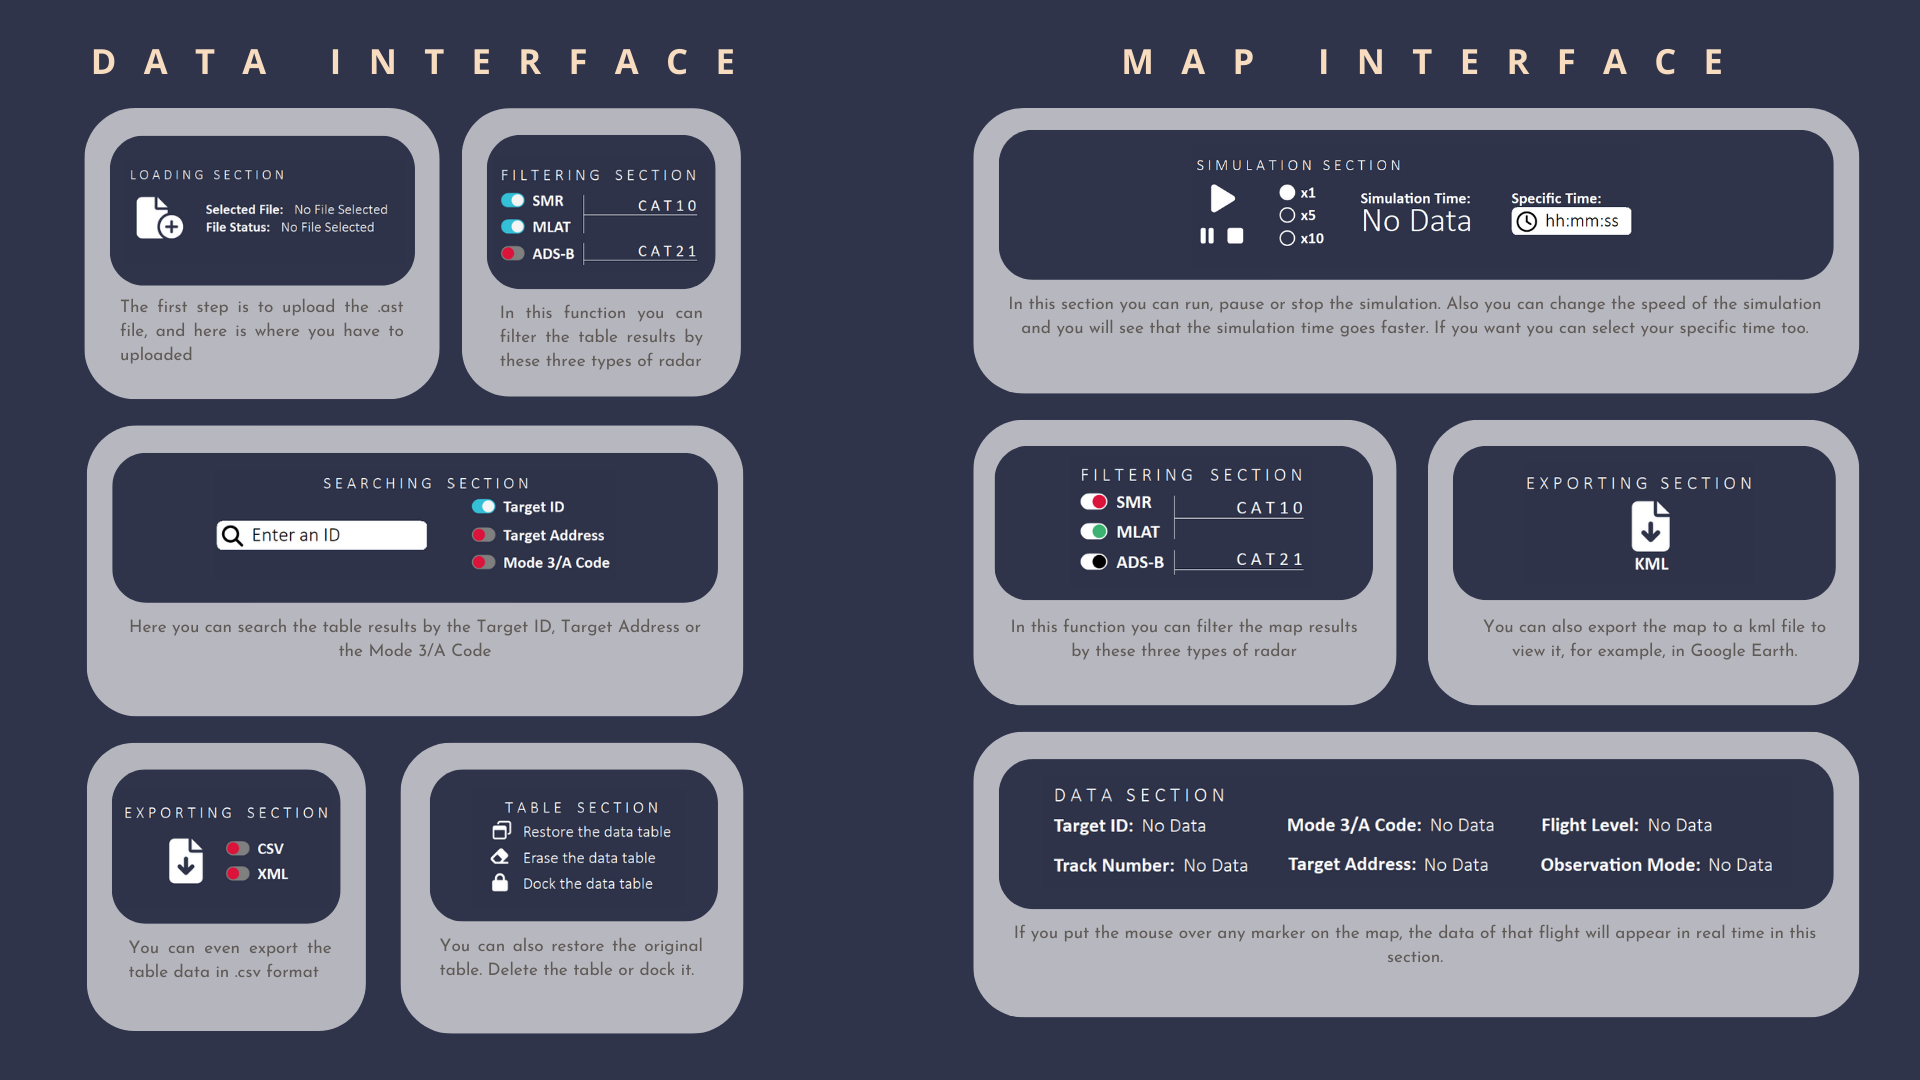 DATA INTERFACE
LOADING SECTION
Selected File: No File Selected
File Status: No File Selected
The first step is to upload the .ast
file, and here is where you have to
uploaded
FILTERING SECTION
SMR
CAT10
MLAT
ADS-B
CAT21
In this function you can
filter the table results by
these three types of radar
SEARCHING SECTION
Enter an ID
Target ID
Target Address
Mode 3/A Code
Here you can search the table results by the Target ID, Target Address or
the Mode 3/A Code
EXPORTING SECTION
CSV
XML
You can even export the
table data in .csv format
TABLE SECTION
Restore the data table
Erase the data table
Dock the data table
You can also restore the original
table. Delete the table or dock it.
MAP INTERFACE
SIMULATION SECTION
x1
x5
x10
Simulation Time:
No Data
Specific Time:
hh:mm:ss
In this section you can run, pause or stop the simulation. Also you can change the speed of the simulation
and you will see that the simulation time goes faster. If you want you can select your specific time too.
FILTERING SECTION
SMR
CAT10
MLAT
ADS-B
CAT21
In this function you can filter the map results
by these three types of radar
EXPORTING SECTION
KML
You can also export the map to a kml file to
view it, for example, in Google Earth.
DATA SECTION
Target ID: No Data Mode 3/A Code: No Data Flight Level: No Data
Track Number: No Data Target Address: No Data Observation Mode: No Data
If you put the mouse over any marker on the map, the data of that flight will appear in real time in this
section.